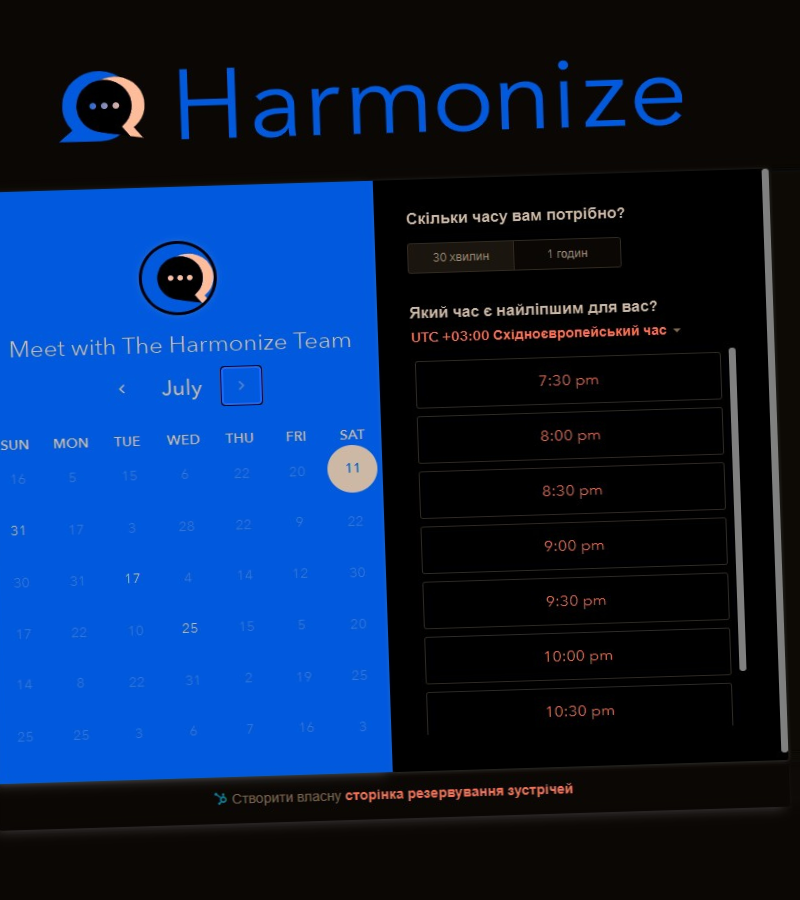 Harmonize
Meet with The Harmonize Team
July
SUN MON TUE WED THU FRI SAT
16 5 15 6 22 20 11
31 17 3 28 22 9 22
30 31 17 4 14 12 30
17 22 10 25 15 5 20
14 8 22 31 2 19 25
25 25 3 6 7 16 3
Скільки часу вам потрібно?
30 хвилин 1 годин
Який час є найліпшим для вас?
UTC +03:00 Східноєвропейський час
7:30 pm
8:00 pm
8:30 pm
9:00 pm
9:30 pm
10:00 pm
10:30 pm
Створити власну сторінка резервування зустрічей